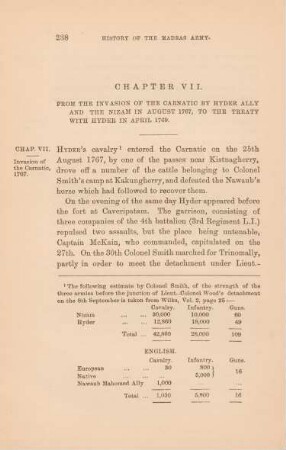 238 HISTORY OF THE MADRAS ARMY.
CHAPTER VII.
FROM THE INVASION OF THE CARNATIC BY HYDER ALLY
AND THE NIZAM IN AUGUST 1767, TO THE TREATY
WITH HYDER IN APRIL 1769.
CHAP. VII.
Invasion of
the Carnatic,
1767.
HYDER'S cavalry¹ entered the Carnatic on the 25th
August 1767, by one of the passes near Kistnagherry,
drove off a number of the cattle belonging to Colonel
Smith's camp at Kakungherry, and defeated the Nawaub's
horse which had followed to recover them.
On the evening of the same day Hyder appeared before
the fort at Caveripatam. The garrison, consisting of
three companies of the 4th battalion (3rd Regiment L.I.)
repulsed two assaults, but the place being untenable,
Captain McKain, who commanded, capitulated on the
27th. On the 30th Colonel Smith marched for Trinomally,
partly in order to meet the detachment under Lieut-
¹ The following estimate by Colonel Smith, of the strength of
the three armies before the junction of Lieut.-Colonel Wood's detachment
on the 8th September is taken from Wilks, Vol. 2, page 25—
Cavalry. Infantry. Guns.
Nizam ... ... 30,000 10,000 60
Hyder ... ... 12,860 18,000 49
Total ... 42,860 28,000 109
ENGLISH.
Cavalry. Infantry. Guns.
European ... ... 30 800
Native ... ... 5,000 16
Nawaub Mahomed Ally 1,000 ...
Total ... 1,030 5,800 16